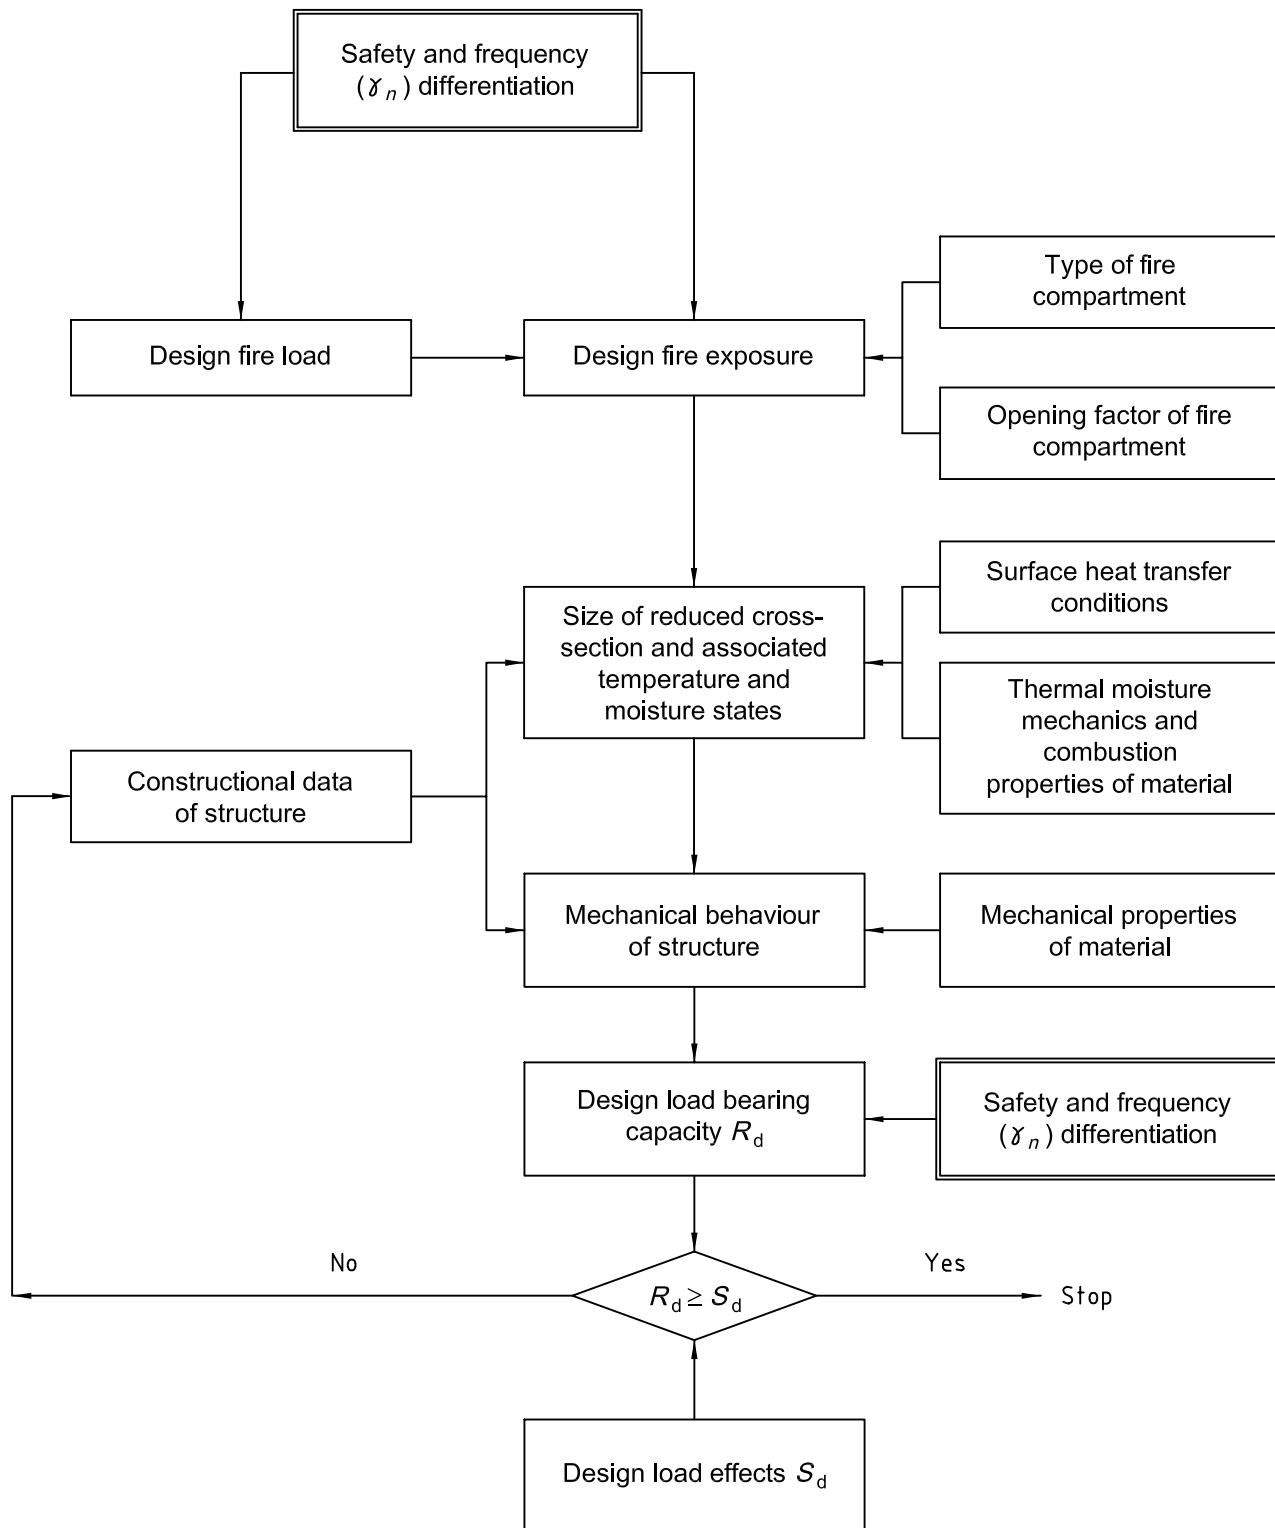 Safety and frequency
(γn) differentiation
Type of fire
compartment
Design fire load
Design fire exposure
Opening factor of fire
compartment
Surface heat transfer
conditions
Size of reduced cross-
section and associated
temperature and
moisture states
Thermal moisture
mechanics and
combustion
properties of material
Constructional data
of structure
Mechanical behaviour
of structure
Mechanical properties
of material
Design load bearing
capacity Rd
Safety and frequency
(γn) differentiation
No
Yes
Rd ≥ Sd
Stop
Design load effects Sd